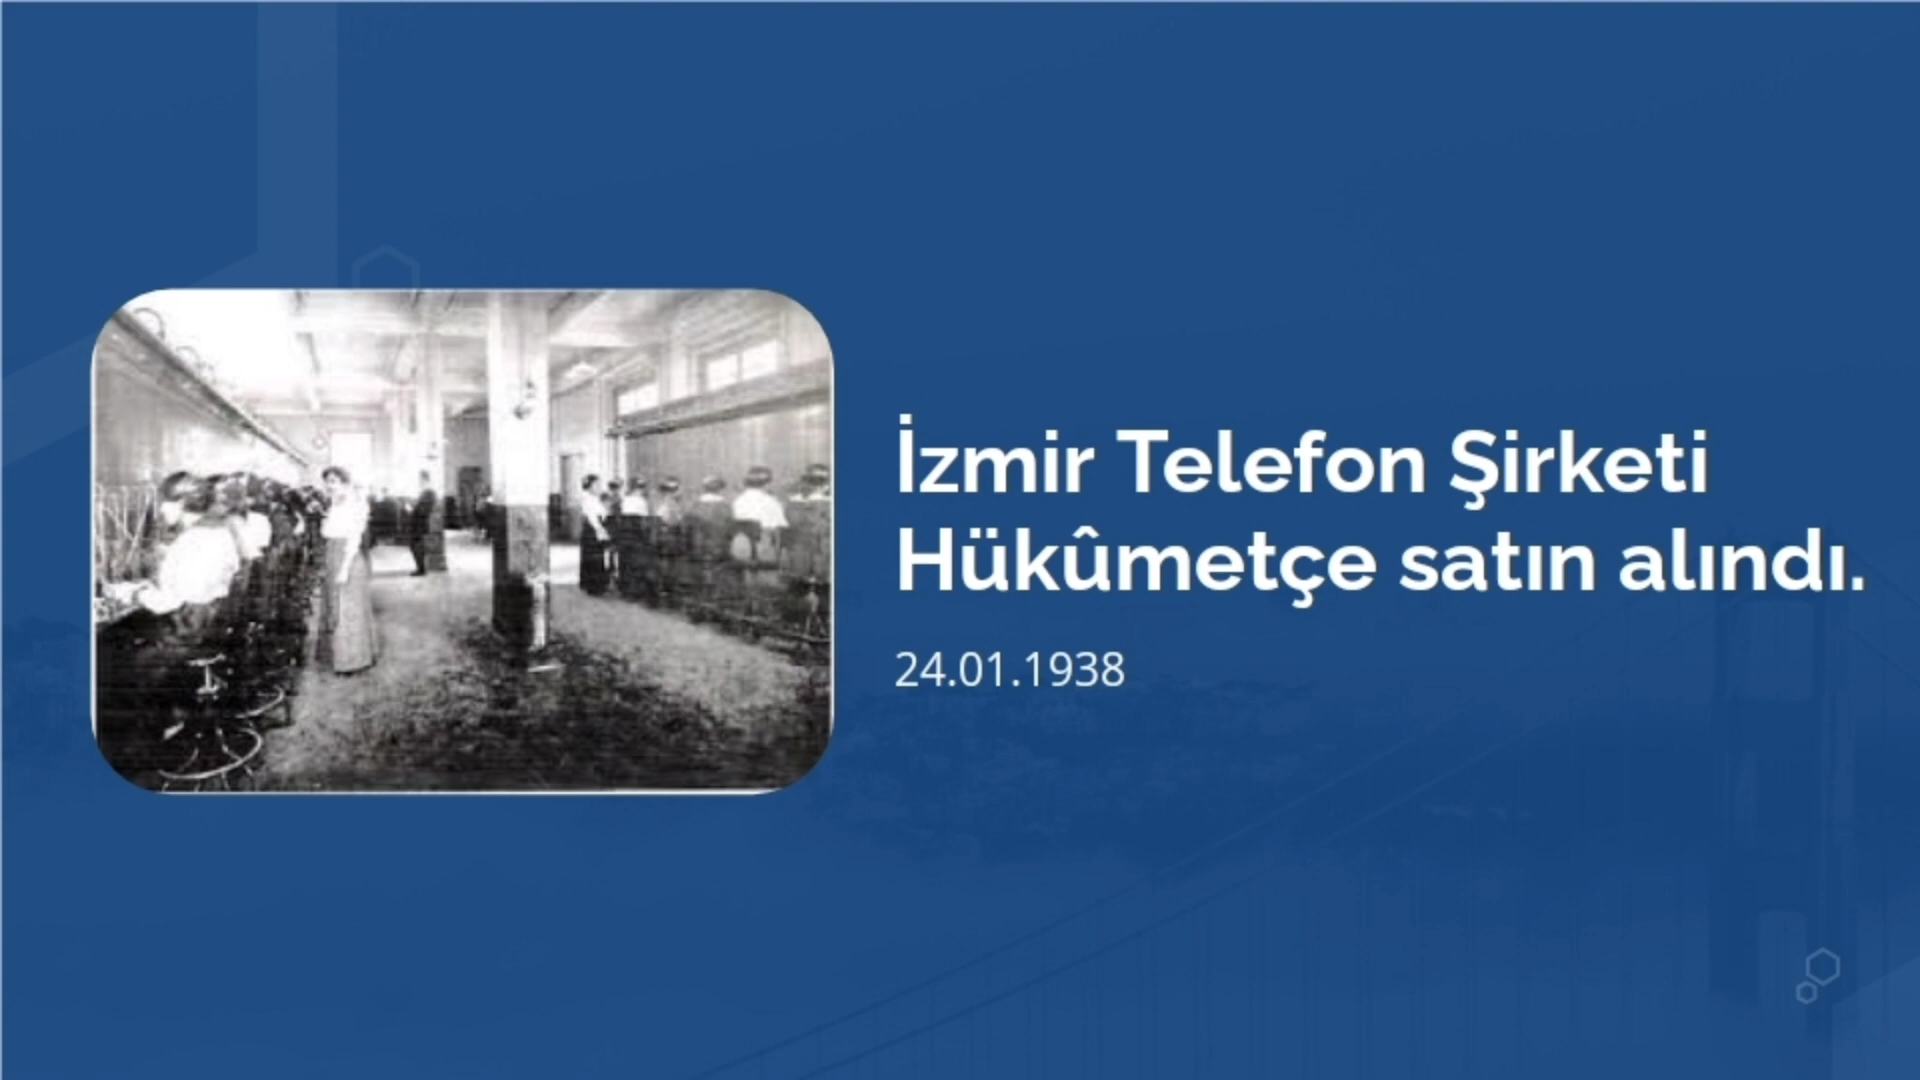 İzmir Telefon Şirketi
Hükûmetçe satın alındı.
24.01.1938